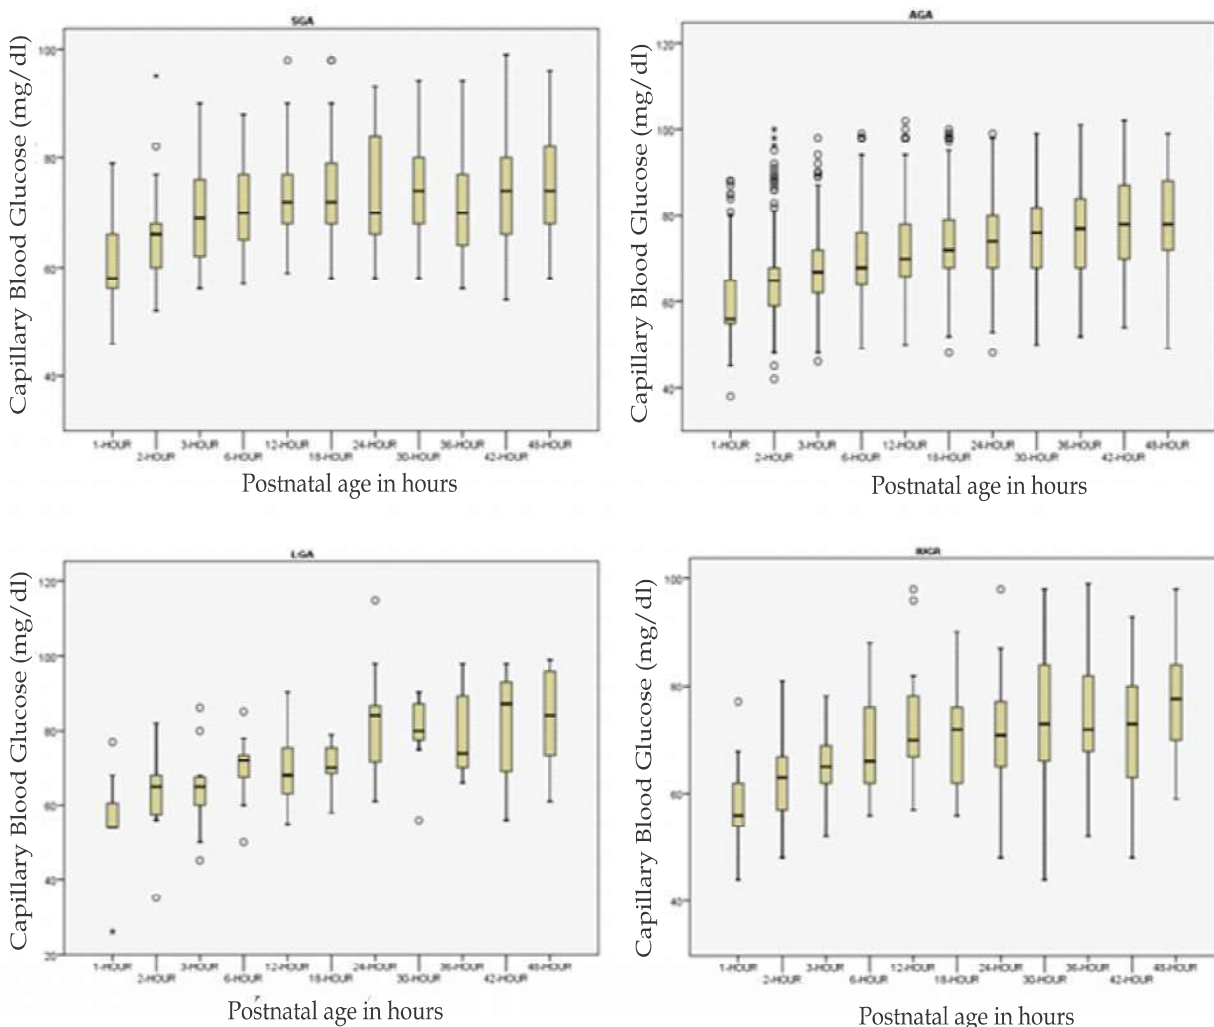 SGA
Capillary Blood Glucose (mg/dl)
100
80
60
40
1-HOUR 3-HOUR 12-HOUR 18-HOUR 24-HOUR 36-HOUR 48-HOUR
2-HOUR 6-HOUR 30-HOUR 42-HOUR
Postnatal age in hours
AGA
Capillary Blood Glucose (mg/dl)
120
100
80
60
40
1-HOUR 3-HOUR 12-HOUR 24-HOUR 36-HOUR 48-HOUR
2-HOUR 6-HOUR 18-HOUR 30-HOUR 42-HOUR
Postnatal age in hours
LGA
Capillary Blood Glucose (mg/dl)
120
100
80
60
40
20
1-HOUR 3-HOUR 12-HOUR 24-HOUR 36-HOUR 48-HOUR
2-HOUR 6-HOUR 18-HOUR 30-HOUR 42-HOUR
Postnatal age in hours
IUGR
Capillary Blood Glucose (mg/dl)
100
80
60
40
1-HOUR 3-HOUR 12-HOUR 24-HOUR 36-HOUR 48-HOUR
2-HOUR 6-HOUR 18-HOUR 30-HOUR 42-HOUR
Postnatal age in hours